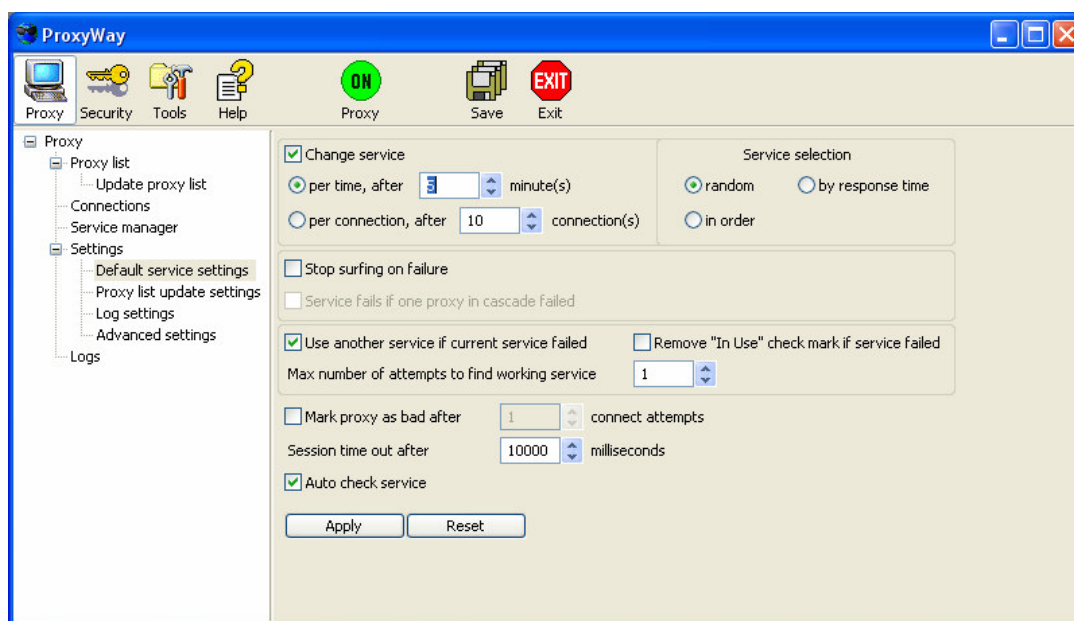 ProxyWay
Proxy Security Tools Help Proxy Save Exit
ON
EXIT
Proxy
Proxy list
Update proxy list
Connections
Service manager
Settings
Default service settings
Proxy list update settings
Log settings
Advanced settings
Logs
Change service
per time, after 5 minute(s)
per connection, after 10 connection(s)
Service selection
random by response time
in order
Stop surfing on failure
Service fails if one proxy in cascade failed
Use another service if current service failed Remove "In Use" check mark if service failed
Max number of attempts to find working service 1
Mark proxy as bad after 1 connect attempts
Session time out after 10000 milliseconds
Auto check service
Apply Reset